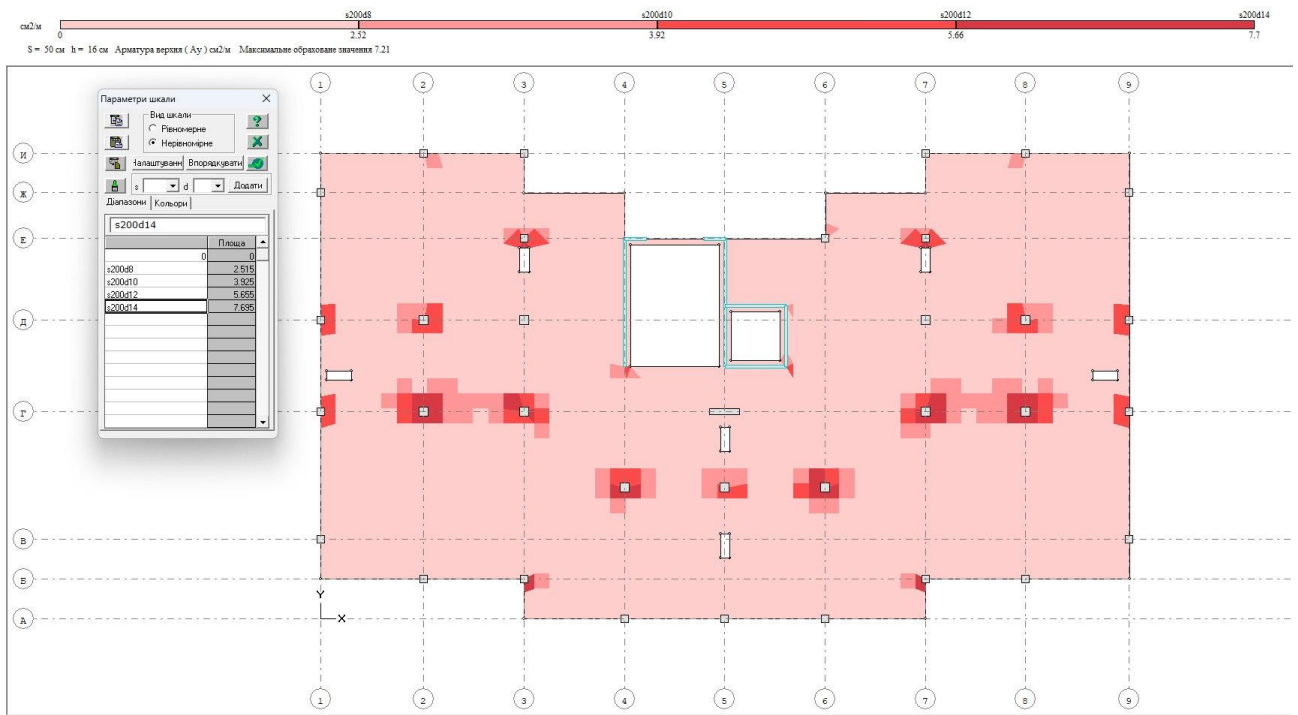 s200d8 s200d10 s200d12 s200d14
см2/м
0 2.52 3.92 5.66 7.7
S = 50 см h = 16 см Арматура верхня ( Ay ) см2/м Максимальне обраховане значення 7.21
1 2 3 4 5 6 7 8 9
Параметри шкали
Вид шкали
Рівномерне
Нерівномірне
Налаштуванн Впорядкувати
s d Додати
Діапазони Кольори
s200d14
Площа
0 0
s200d8 2.515
s200d10 3.925
s200d12 5.655
s200d14 7.695
И
Ж
Е
Д
Г
В
Б
А
Y
X
1 2 3 4 5 6 7 8 9